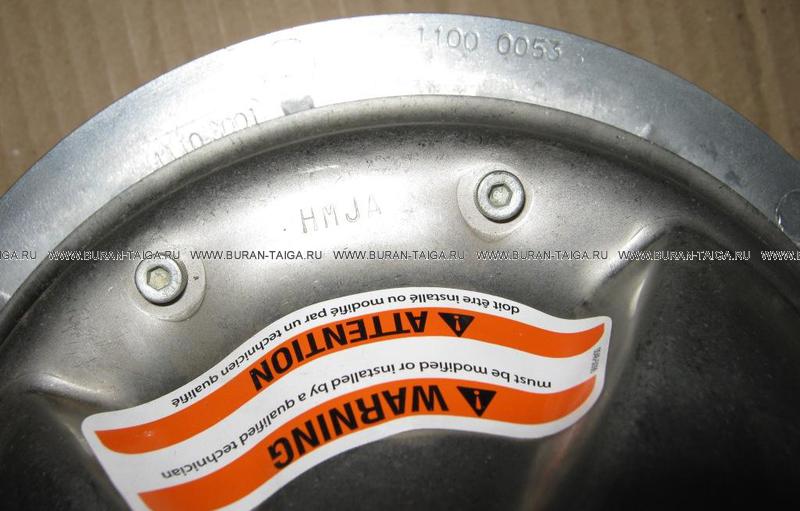 1100 0053
HMJA
WWW.BURAN-TAIGA.RU WWW.BURAN-TAIGA.RU WWW.BURAN-TAIGA.RU WWW.BURAN-TAIGA.RU WWW.BURAN-TAIGA.RU
WARNING
must be modified or installed by a qualified technician
ATTENTION
doit être installé ou modifié par un technicien qualifié